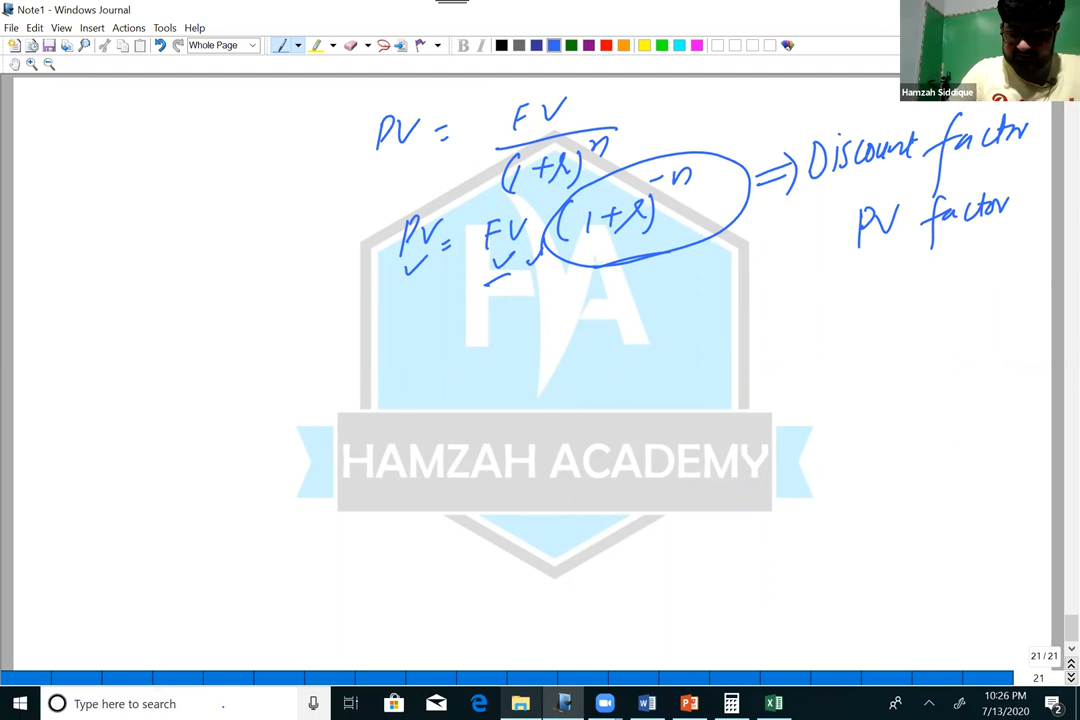 Note1 - Windows Journal
File Edit View Insert Actions Tools Help
Whole Page
B I
Hamzah Siddique
PV = FV
(1+r)^n
PV = FV (1+r)^-n => Discount factor
PV factor
HA
HAMZAH ACADEMY
21 / 21
21
Type here to search
10:26 PM
7/13/2020
2